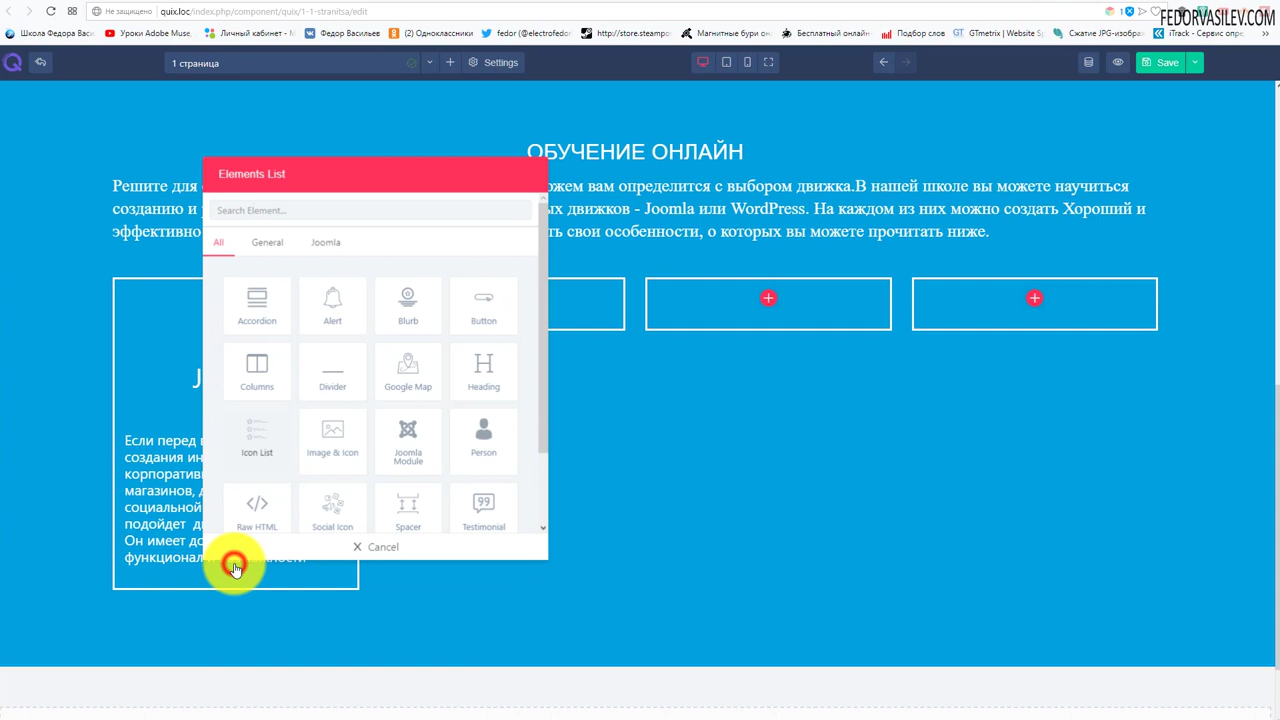 Не защищено quix.loc/index.php/component/quix/1-1-stranitsa/edit
1
FEDORVASILEV.COM
Школа Федора Васи
Уроки Adobe Muse,
Личный кабинет - М
Федор Васильев
(2) Одноклассники
fedor (@electrofedor
http://store.steampo
Магнитные бури он
Бесплатный онлайн
Подбор слов
GTmetrix | Website Sp
Сжатие JPG-изобра
iTrack - Сервис опре
1 страница
Settings
Save
ОБУЧЕНИЕ ОНЛАЙН
Решите для
ожем вам определится с выбором движка.В нашей школе вы можете научиться
созданию и
ых движков - Joomla или WordPress. На каждом из них можно создать Хороший и
эффективно
ть свои особенности, о которых вы можете прочитать ниже.
Elements List
Search Element...
All General Joomla
Accordion Alert Blurb Button
Columns Divider Google Map Heading
Icon List Image & Icon Joomla Module Person
Raw HTML Social Icon Spacer Testimonial
Cancel
J
Если перед
создания ин
корпоратив
магазинов, д
социальной
подойдет д
Он имеет до
функционал